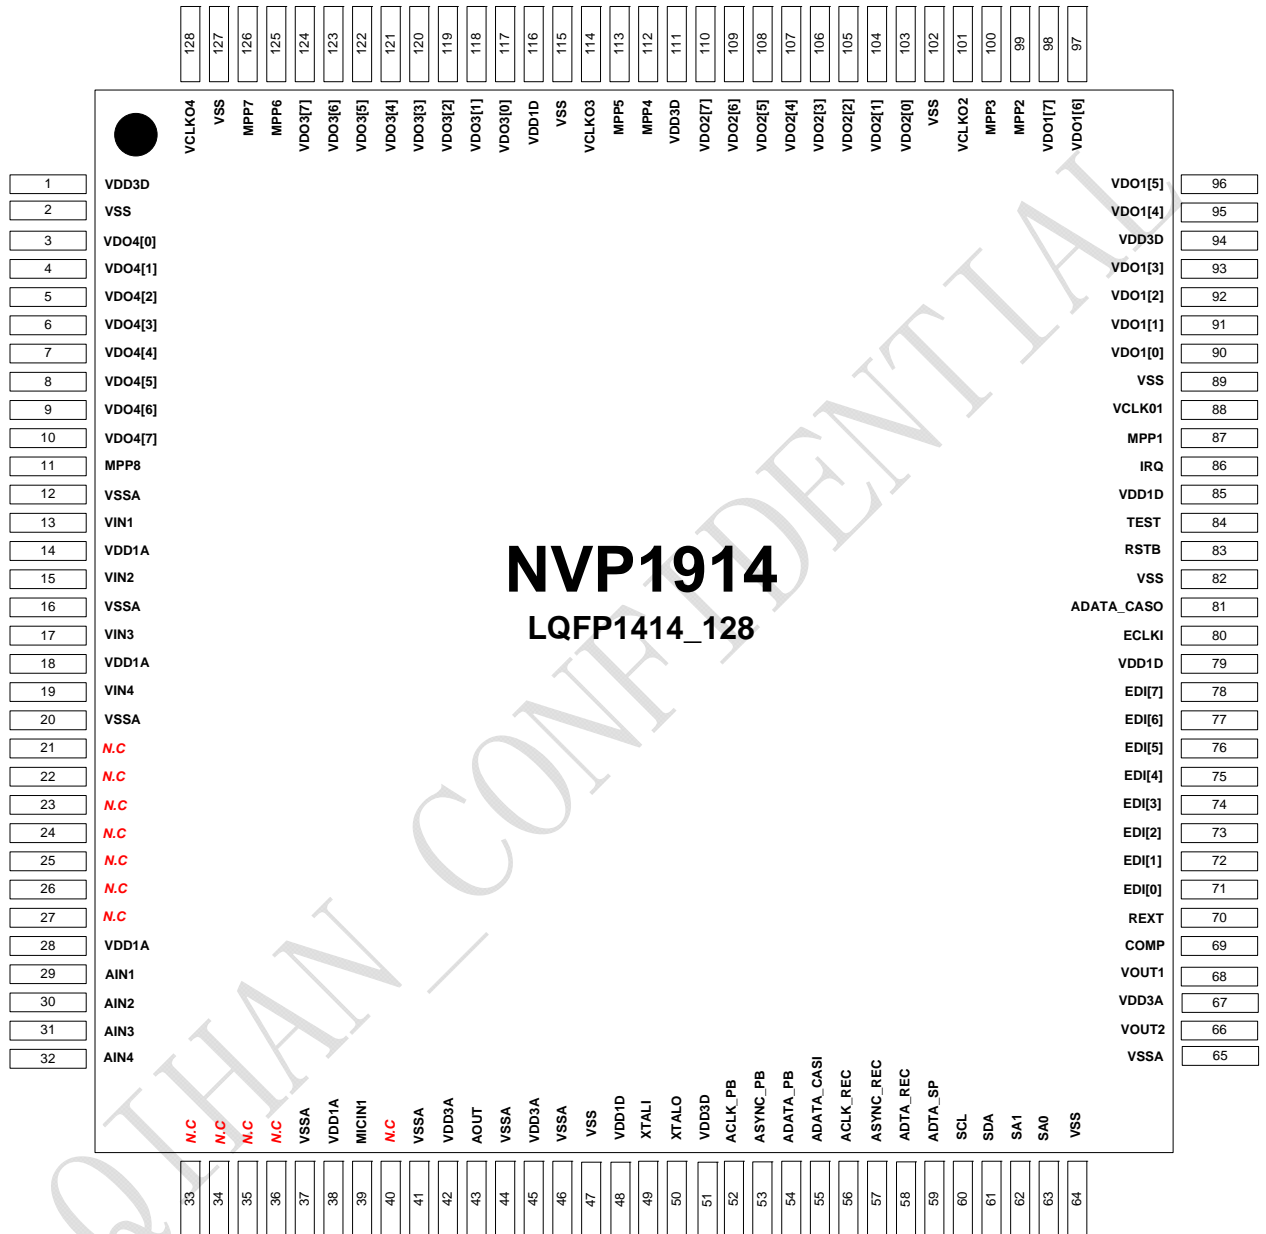 128 127 126 125 124 123 122 121 120 119 118 117 116 115 114 113 112 111 110 109 108 107 106 105 104 103 102 101 100 99 98 97
VCLKO4 VSS MPP7 MPP6 VDO3[7] VDO3[6] VDO3[5] VDO3[4] VDO3[3] VDO3[2] VDO3[1] VDO3[0] VDD1D VSS VCLKO3 MPP5 MPP4 VDD3D VDO2[7] VDO2[6] VDO2[5] VDO2[4] VDO2[3] VDO2[2] VDO2[1] VDO2[0] VSS VCLKO2 MPP3 MPP2 VDO1[7] VDO1[6]
1 VDD3D VDO1[5] 96
2 VSS VDO1[4] 95
3 VDO4[0] VDD3D 94
4 VDO4[1] VDO1[3] 93
5 VDO4[2] VDO1[2] 92
6 VDO4[3] VDO1[1] 91
7 VDO4[4] VDO1[0] 90
8 VDO4[5] VSS 89
9 VDO4[6] VCLK01 88
10 VDO4[7] MPP1 87
11 MPP8 IRQ 86
12 VSSA VDD1D 85
13 VIN1 TEST 84
14 VDD1A RSTB 83
15 VIN2 VSS 82
16 VSSA ADATA_CASO 81
17 VIN3 ECLKI 80
18 VDD1A VDD1D 79
19 VIN4 EDI[7] 78
20 VSSA EDI[6] 77
21 N.C EDI[5] 76
22 N.C EDI[4] 75
23 N.C EDI[3] 74
24 N.C EDI[2] 73
25 N.C EDI[1] 72
26 N.C EDI[0] 71
27 N.C REXT 70
28 VDD1A COMP 69
29 AIN1 VOUT1 68
30 AIN2 VDD3A 67
31 AIN3 VOUT2 66
32 AIN4 VSSA 65
NVP1914
LQFP1414_128
QIHAN_CONFIDENTIAL
N.C N.C N.C N.C VSSA VDD1A MICIN1 N.C VSSA VDD3A AOUT VSSA VDD3A VSSA VSS VDD1D XTALI XTALO VDD3D ACLK_PB ASYNC_PB ADATA_PB ADATA_CASI ACLK_REC ASYNC_REC ADTA_REC ADTA_SP SCL SDA SA1 SA0 VSS
33 34 35 36 37 38 39 40 41 42 43 44 45 46 47 48 49 50 51 52 53 54 55 56 57 58 59 60 61 62 63 64